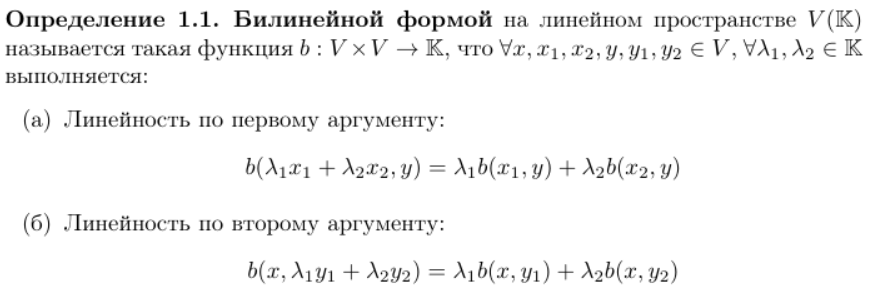 Определение 1.1. Билинейной формой на линейном пространстве V(𝕂)
называется такая функция b : V × V → 𝕂, что ∀x, x₁, x₂, y, y₁, y₂ ∈ V, ∀λ₁, λ₂ ∈ 𝕂
выполняется:
(а) Линейность по первому аргументу:
b(λ₁x₁ + λ₂x₂, y) = λ₁b(x₁, y) + λ₂b(x₂, y)
(б) Линейность по второму аргументу:
b(x, λ₁y₁ + λ₂y₂) = λ₁b(x, y₁) + λ₂b(x, y₂)